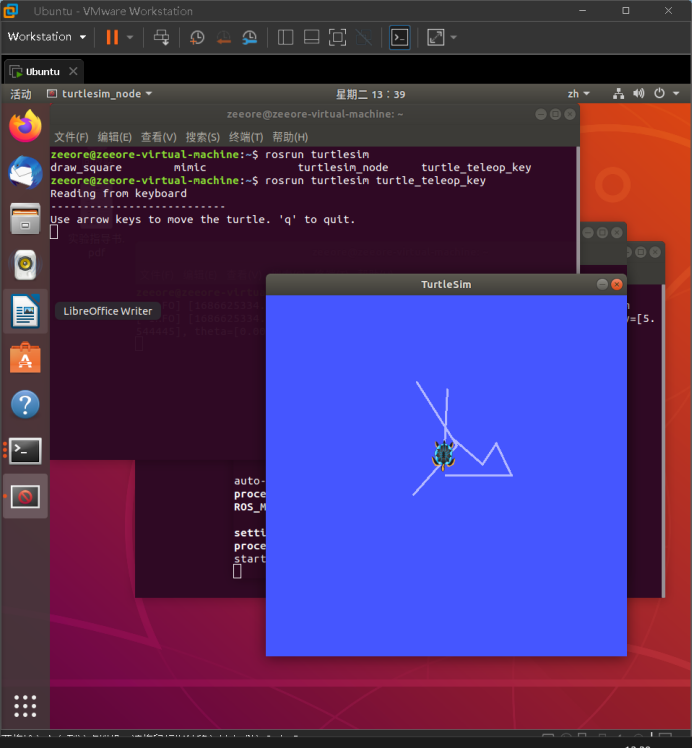 Ubuntu - VMware Workstation
Workstation
Ubuntu
活动 turtlesim_node 星期二 13：39 zh
zeeore@zeeore-virtual-machine: ~
文件(F) 编辑(E) 查看(V) 搜索(S) 终端(T) 帮助(H)
zeeore@zeeore-virtual-machine:~$ rosrun turtlesim
draw_square mimic turtlesim_node turtle_teleop_key
zeeore@zeeore-virtual-machine:~$ rosrun turtlesim turtle_teleop_key
Reading from keyboard
---------------------------
Use arrow keys to move the turtle. 'q' to quit.
pdf
TurtleSim
LibreOffice Writer
y=[5.
auto-
proce
ROS_M
setti
proce
start